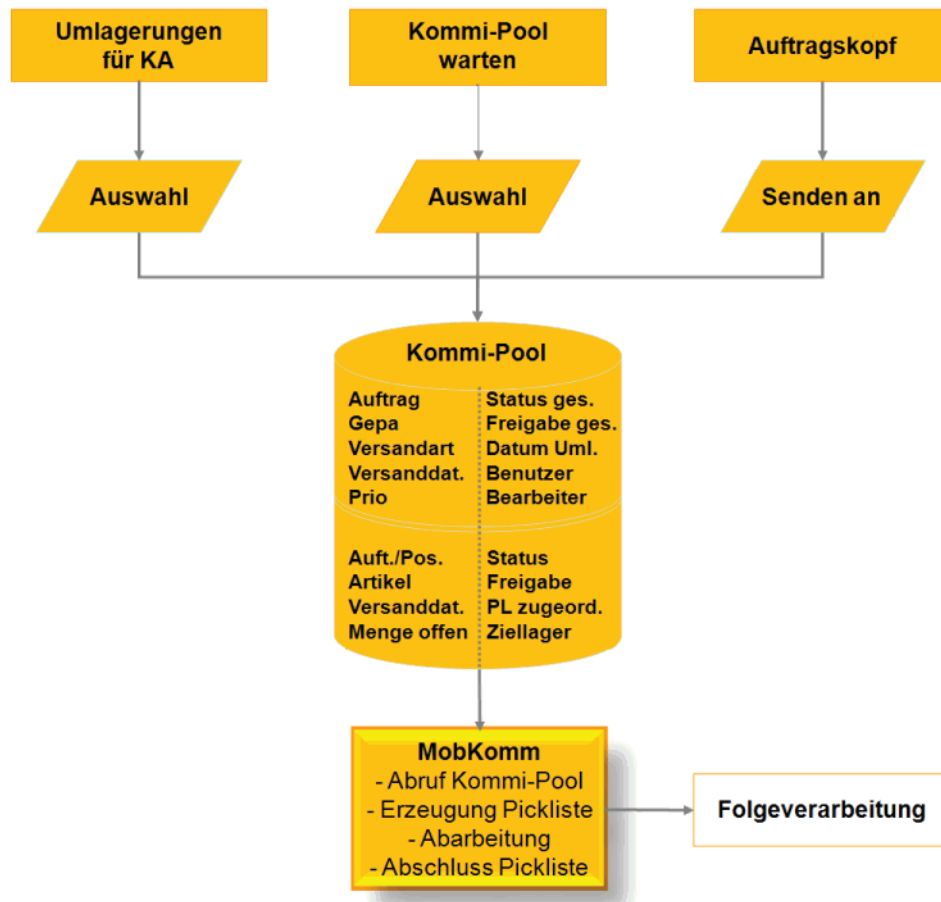 Umlagerungen
für KA
Kommi-Pool
warten
Auftragskopf
Auswahl
Auswahl
Senden an
Kommi-Pool
Auftrag
Gepa
Versandart
Versanddat.
Prio
Status ges.
Freigabe ges.
Datum Uml.
Benutzer
Bearbeiter
Auft./Pos.
Artikel
Versanddat.
Menge offen
Status
Freigabe
PL zugeord.
Ziellager
MobKomm
- Abruf Kommi-Pool
- Erzeugung Pickliste
- Abarbeitung
- Abschluss Pickliste
Folgeverarbeitung